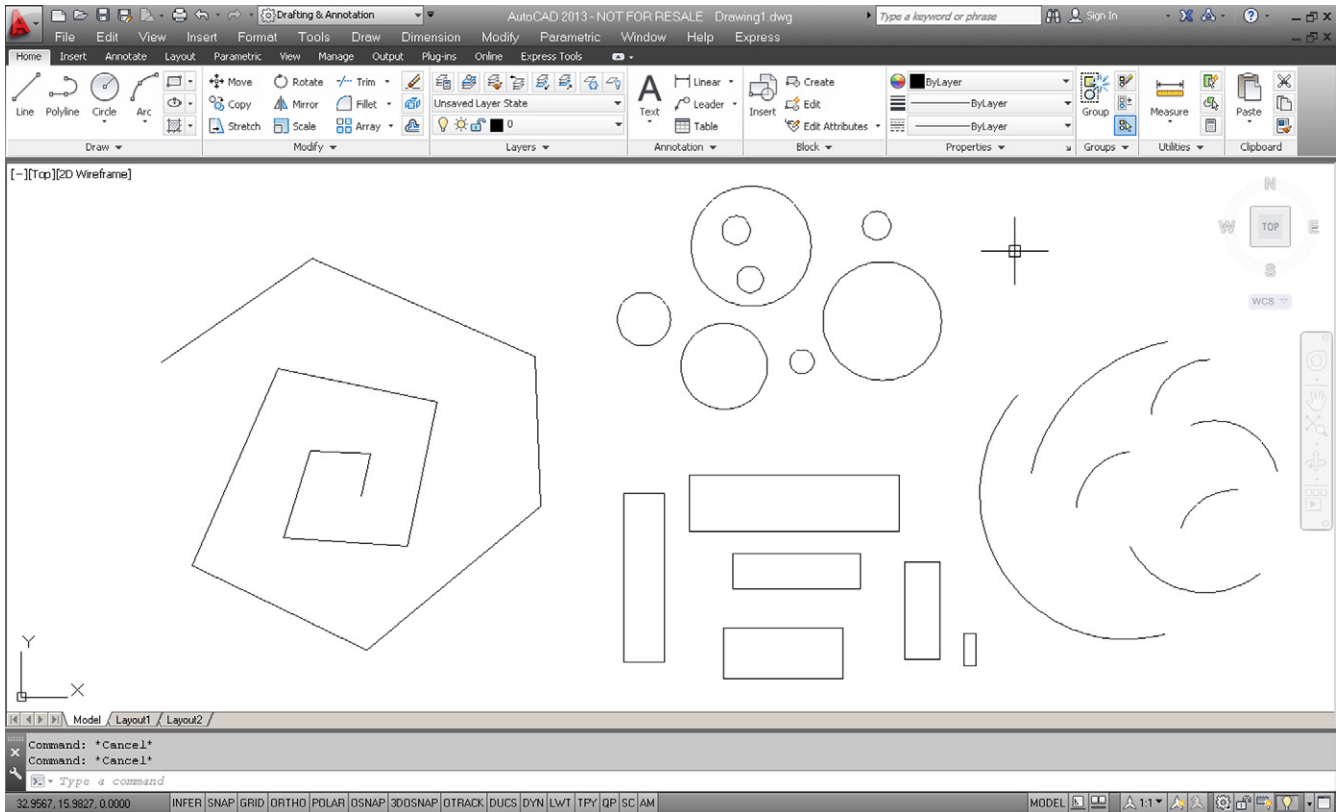 Drafting & Annotation AutoCAD 2013 - NOT FOR RESALE Drawing1.dwg Type a keyword or phrase Sign In
File Edit View Insert Format Tools Draw Dimension Modify Parametric Window Help Express
Home Insert Annotate Layout Parametric View Manage Output Plug-ins Online Express Tools
Move Rotate Trim Unsaved Layer State Linear Create ByLayer
Line Polyline Circle Arc Copy Mirror Fillet Text Leader Insert Edit ByLayer Group Measure Paste
Stretch Scale Array 0 Table Edit Attributes ByLayer
Draw Modify Layers Annotation Block Properties Groups Utilities Clipboard
[-][Top][2D Wireframe]
N
W TOP E
S
WCS
Y
X
Model Layout1 Layout2
Command: *Cancel*
Command: *Cancel*
Type a command
32.9567, 15.9827, 0.0000 INFER SNAP GRID ORTHO POLAR OSNAP 3DOSNAP OTRACK DUCS DYN LWT TPY QP SC AM MODEL 1:1